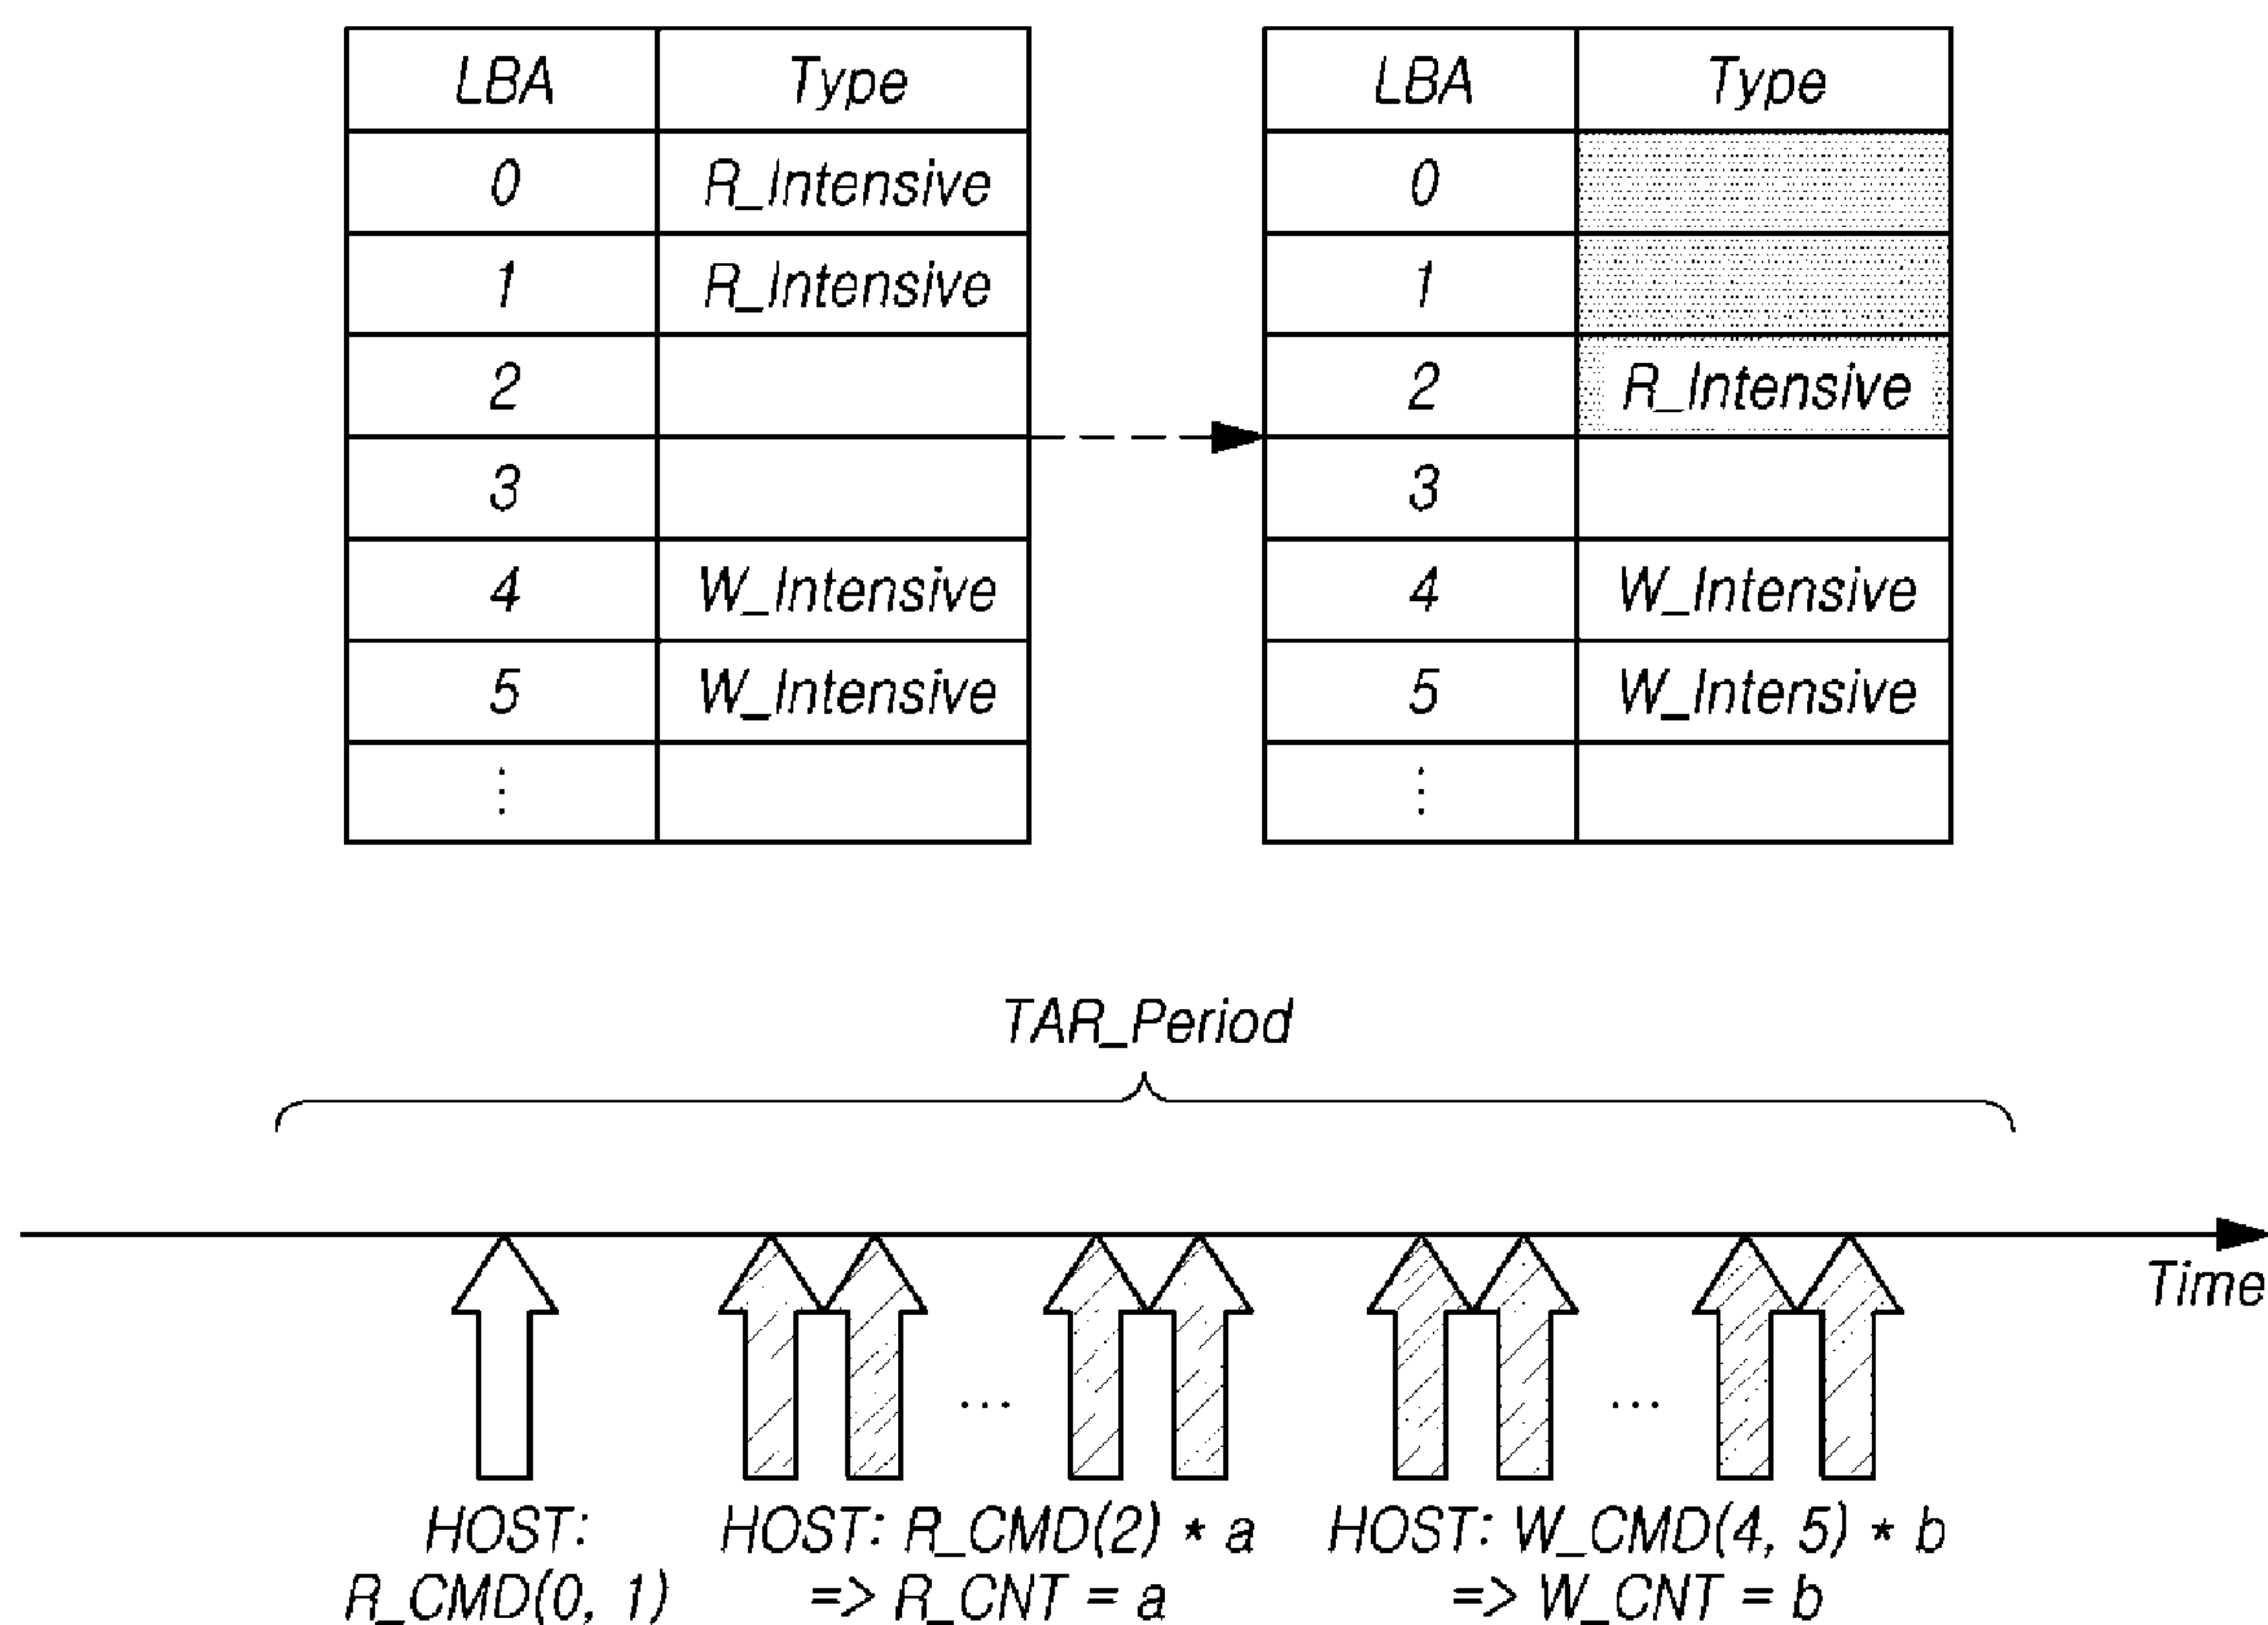 LBA Type
0 R_Intensive
1 R_Intensive
2
3
4 W_Intensive
5 W_Intensive
⋮
LBA Type
0
1
2 R_Intensive
3
4 W_Intensive
5 W_Intensive
⋮
TAR_Period
Time
... ...
HOST:
R_CMD(0, 1)
HOST: R_CMD(2) * a
=> R_CNT = a
HOST: W_CMD(4, 5) * b
=> W_CNT = b